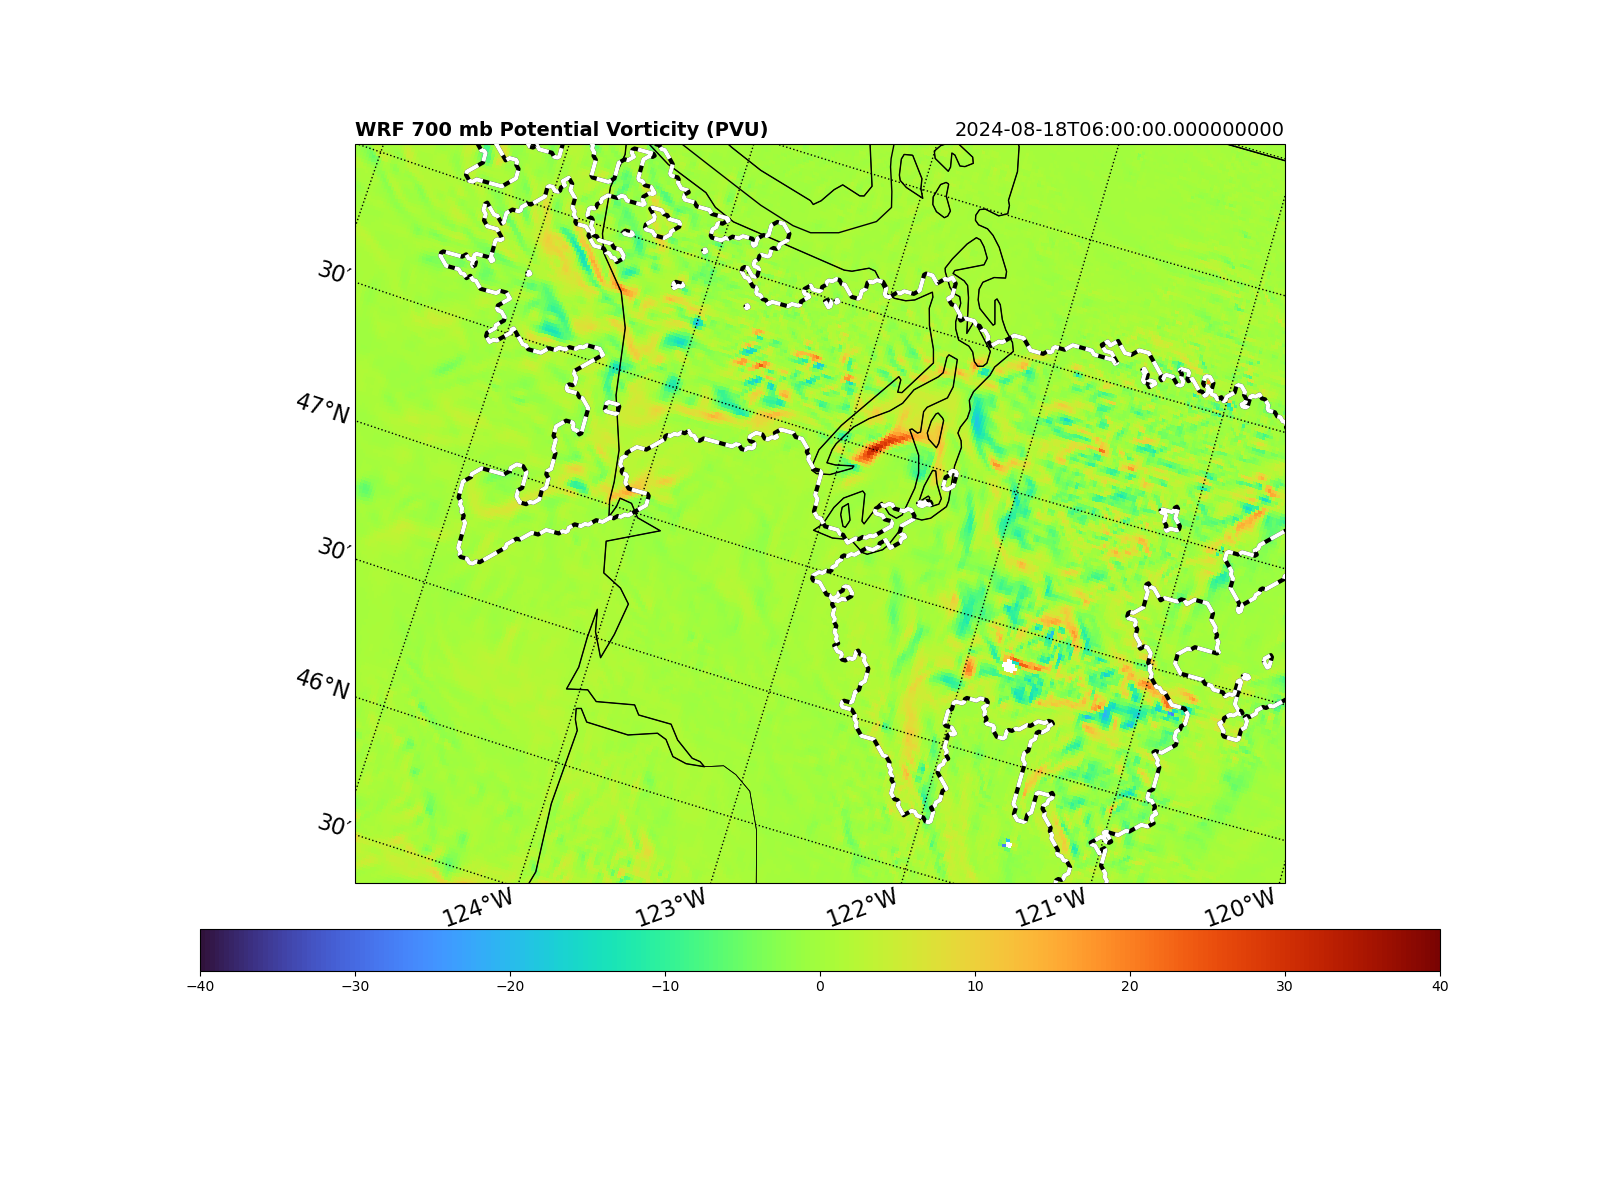 WRF 700 mb Potential Vorticity (PVU) 2024-08-18T06:00:00.000000000
30′
47°N
30′
46°N
30′
124°W 123°W 122°W 121°W 120°W
−40 −30 −20 −10 0 10 20 30 40